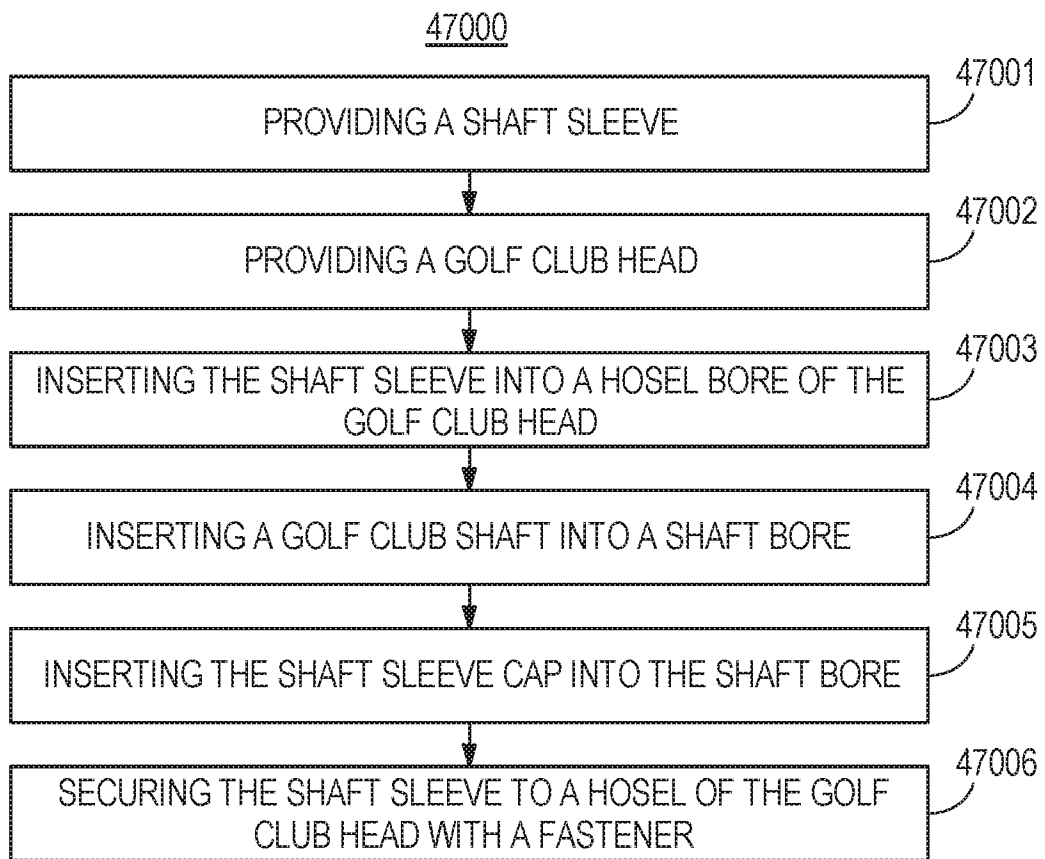 47000
47001
PROVIDING A SHAFT SLEEVE
47002
PROVIDING A GOLF CLUB HEAD
47003
INSERTING THE SHAFT SLEEVE INTO A HOSEL BORE OF THE
GOLF CLUB HEAD
47004
INSERTING A GOLF CLUB SHAFT INTO A SHAFT BORE
47005
INSERTING THE SHAFT SLEEVE CAP INTO THE SHAFT BORE
47006
SECURING THE SHAFT SLEEVE TO A HOSEL OF THE GOLF
CLUB HEAD WITH A FASTENER